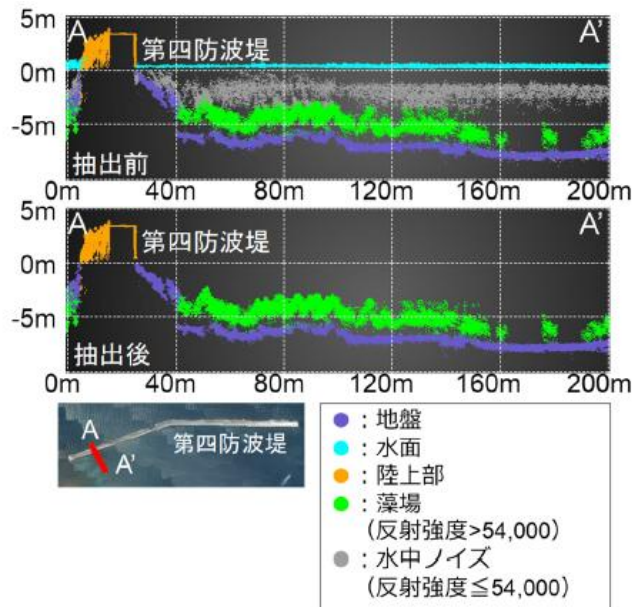 5m
A
第四防波堤
A'
0m
-5m
抽出前
0m
40m
80m
120m
160m
200m
5m
A
第四防波堤
A'
0m
-5m
抽出後
0m
40m
80m
120m
160m
200m
A
第四防波堤
A'
：地盤
：水面
：陸上部
：藻場
（反射強度>54,000）
：水中ノイズ
（反射強度≦54,000）